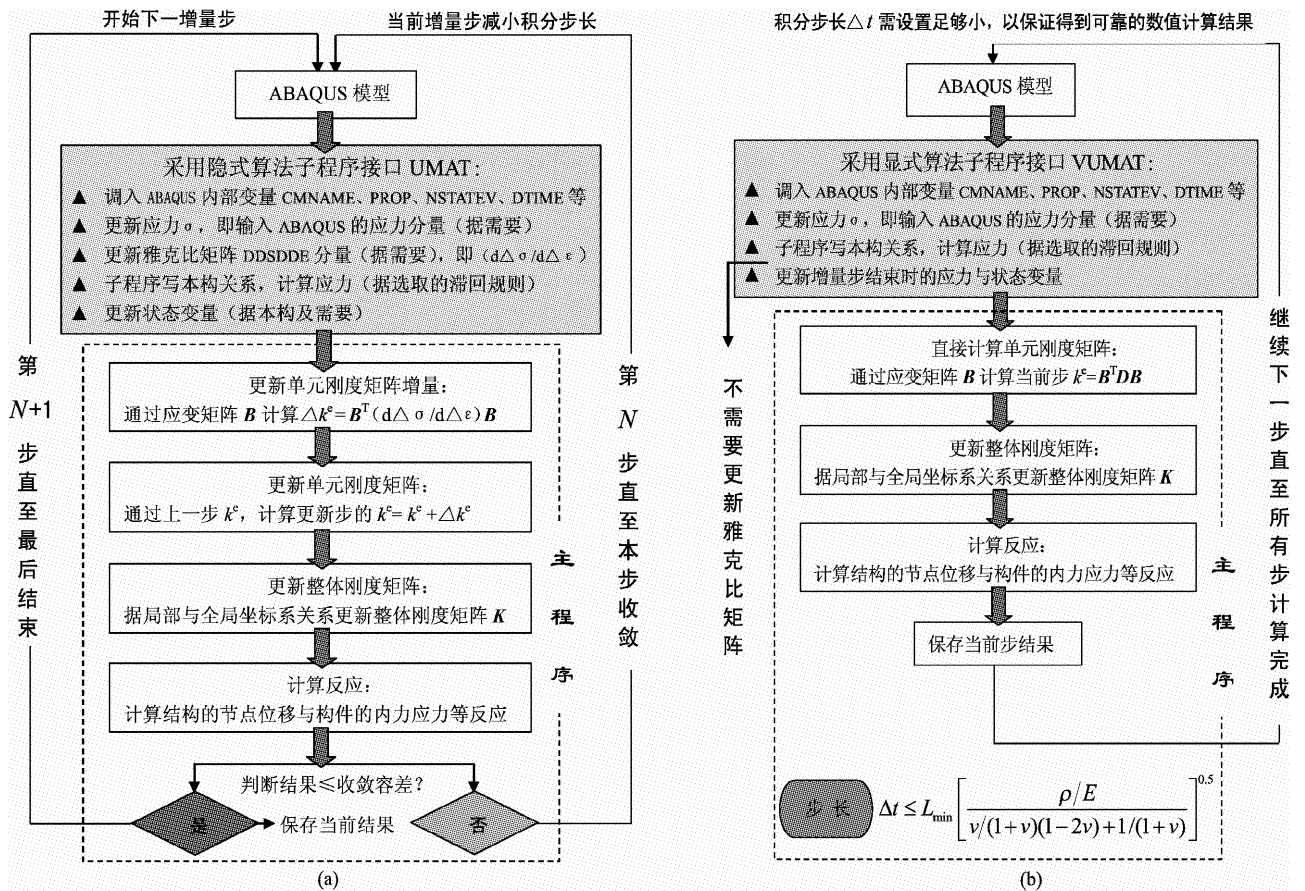 开始下一增量步
当前增量步减小积分步长
ABAQUS 模型
采用隐式算法子程序接口 UMAT:
▲ 调入 ABAQUS 内部变量 CMNAME、PROP、NSTATEV、DTIME 等
▲ 更新应力σ，即输入 ABAQUS 的应力分量（据需要）
▲ 更新雅克比矩阵 DDSDDE 分量（据需要），即（d△σ/d△ε）
▲ 子程序写本构关系，计算应力（据选取的滞回规则）
▲ 更新状态变量（据本构及需要）
更新单元刚度矩阵增量：
通过应变矩阵 B 计算△kᵉ=Bᵀ(d△σ/d△ε)B
更新单元刚度矩阵：
通过上一步 kᵉ，计算更新步的 kᵉ= kᵉ +△kᵉ
更新整体刚度矩阵：
据局部与全局坐标系关系更新整体刚度矩阵 K
计算反应：
计算结构的节点位移与构件的内力应力等反应
判断结果≤收敛容差？
是
保存当前结果
否
第N+1步直至最后结束
第N步直至本步收敛
主程序
(a)
积分步长△t 需设置足够小，以保证得到可靠的数值计算结果
ABAQUS 模型
采用显式算法子程序接口 VUMAT:
▲ 调入 ABAQUS 内部变量 CMNAME、PROP、NSTATEV、DTIME 等
▲ 更新应力σ，即输入 ABAQUS 的应力分量（据需要）
▲ 子程序写本构关系，计算应力（据选取的滞回规则）
▲ 更新增量步结束时的应力与状态变量
直接计算单元刚度矩阵：
通过应变矩阵 B 计算当前步 kᵉ=BᵀDB
更新整体刚度矩阵：
据局部与全局坐标系关系更新整体刚度矩阵 K
计算反应：
计算结构的节点位移与构件的内力应力等反应
保存当前步结果
不需要更新雅克比矩阵
主程序
继续下一步直至所有步计算完成
步长
Δt ≤ L_min [ (ρ/E) / (v/(1+v)(1−2v)+1/(1+v)) ]^0.5
(b)